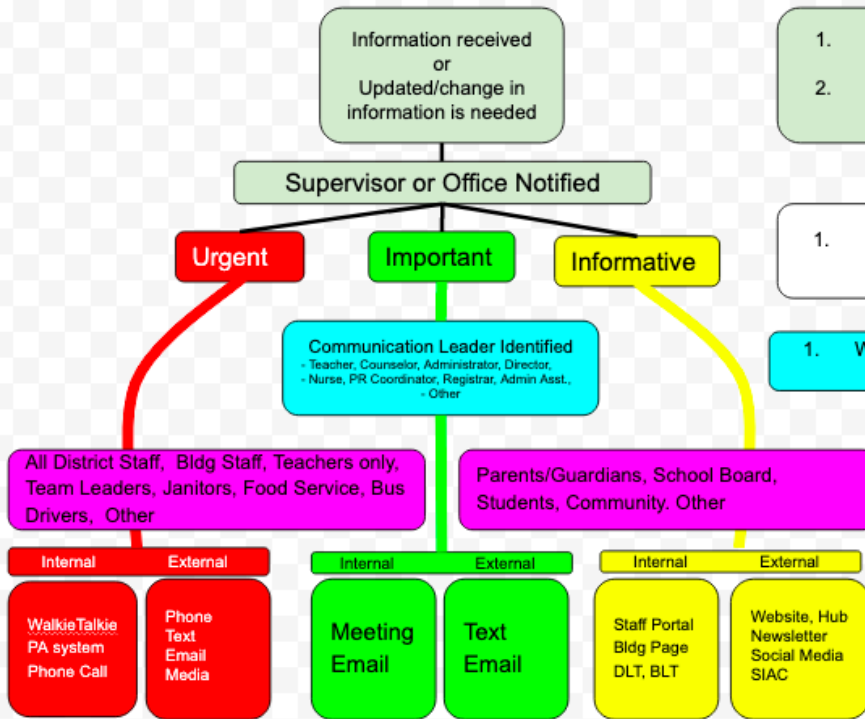 Information received
or
Updated/change in
information is needed
1.
2.
Supervisor or Office Notified
Urgent
Important
Informative
1.
Communication Leader Identified
- Teacher, Counselor, Administrator, Director,
- Nurse, PR Coordinator, Registrar, Admin Asst.,
- Other
1. W
All District Staff, Bldg Staff, Teachers only,
Team Leaders, Janitors, Food Service, Bus
Drivers, Other
Parents/Guardians, School Board,
Students, Community. Other
Internal External
WalkieTalkie
PA system
Phone Call
Phone
Text
Email
Media
Internal External
Meeting
Email
Text
Email
Internal External
Staff Portal
Bldg Page
DLT, BLT
Website, Hub
Newsletter
Social Media
SIAC